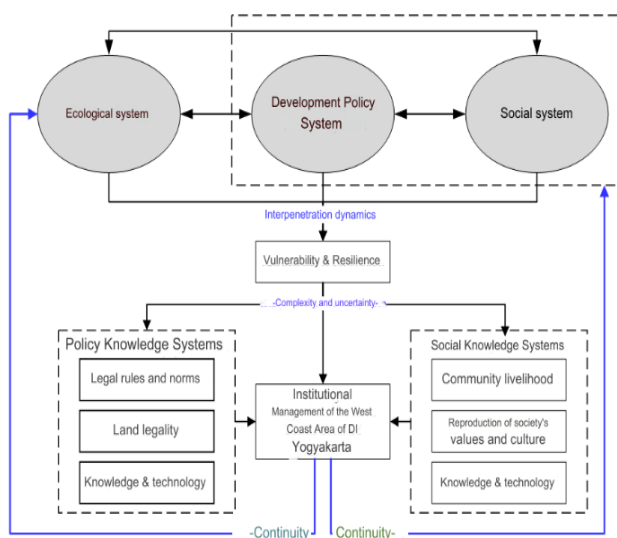 Ecological system
Development Policy
System
Social system
Interpenetration dynamics
Vulnerability & Resilience
-Complexity and uncertainty-
Policy Knowledge Systems
Legal rules and norms
Land legality
Knowledge & technology
Institutional
Management of the West
Coast Area of DI
Yogyakarta
Social Knowledge Systems
Community livelihood
Reproduction of society's
values and culture
Knowledge & technology
-Continuity
Continuity-